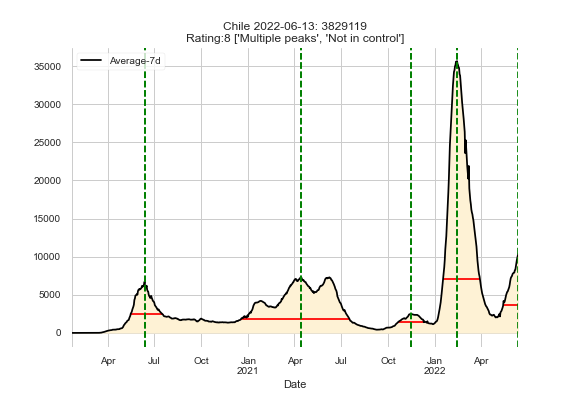 Chile 2022-06-13: 3829119
Rating:8 ['Multiple peaks', 'Not in control']
Average-7d
35000
30000
25000
20000
15000
10000
5000
0
Apr Jul Oct Jan Apr Jul Oct Jan Apr
2021 2022
Date